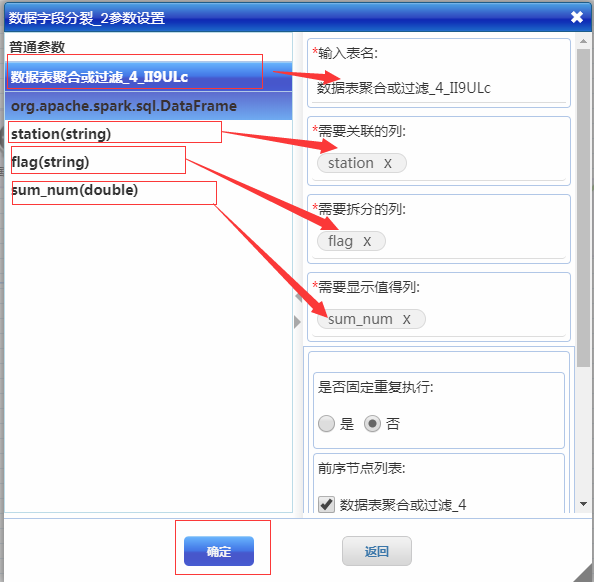 数据字段分裂_2参数设置
普通参数
数据表聚合或过滤_4_II9ULc
org.apache.spark.sql.DataFrame
station(string)
flag(string)
sum_num(double)
*输入表名:
数据表聚合或过滤_4_II9ULc
*需要关联的列:
station x
*需要拆分的列:
flag x
*需要显示值得列:
sum_num x
是否固定重复执行:
是 否
前序节点列表:
数据表聚合或过滤_4
确定 返回